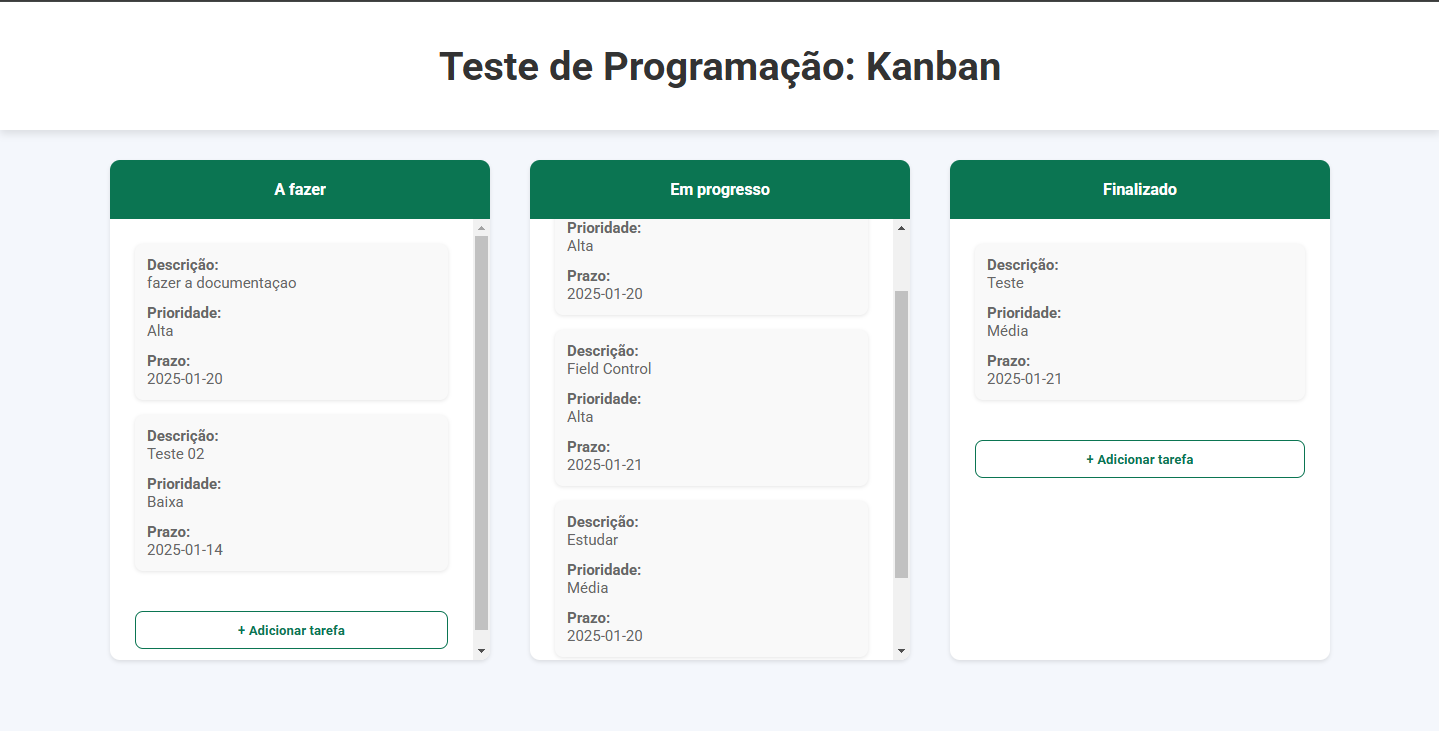 Teste de Programação: Kanban
A fazer
Descrição:
fazer a documentaçao
Prioridade:
Alta
Prazo:
2025-01-20
Descrição:
Teste 02
Prioridade:
Baixa
Prazo:
2025-01-14
+ Adicionar tarefa
Em progresso
Prioridade:
Alta
Prazo:
2025-01-20
Descrição:
Field Control
Prioridade:
Alta
Prazo:
2025-01-21
Descrição:
Estudar
Prioridade:
Média
Prazo:
2025-01-20
Finalizado
Descrição:
Teste
Prioridade:
Média
Prazo:
2025-01-21
+ Adicionar tarefa